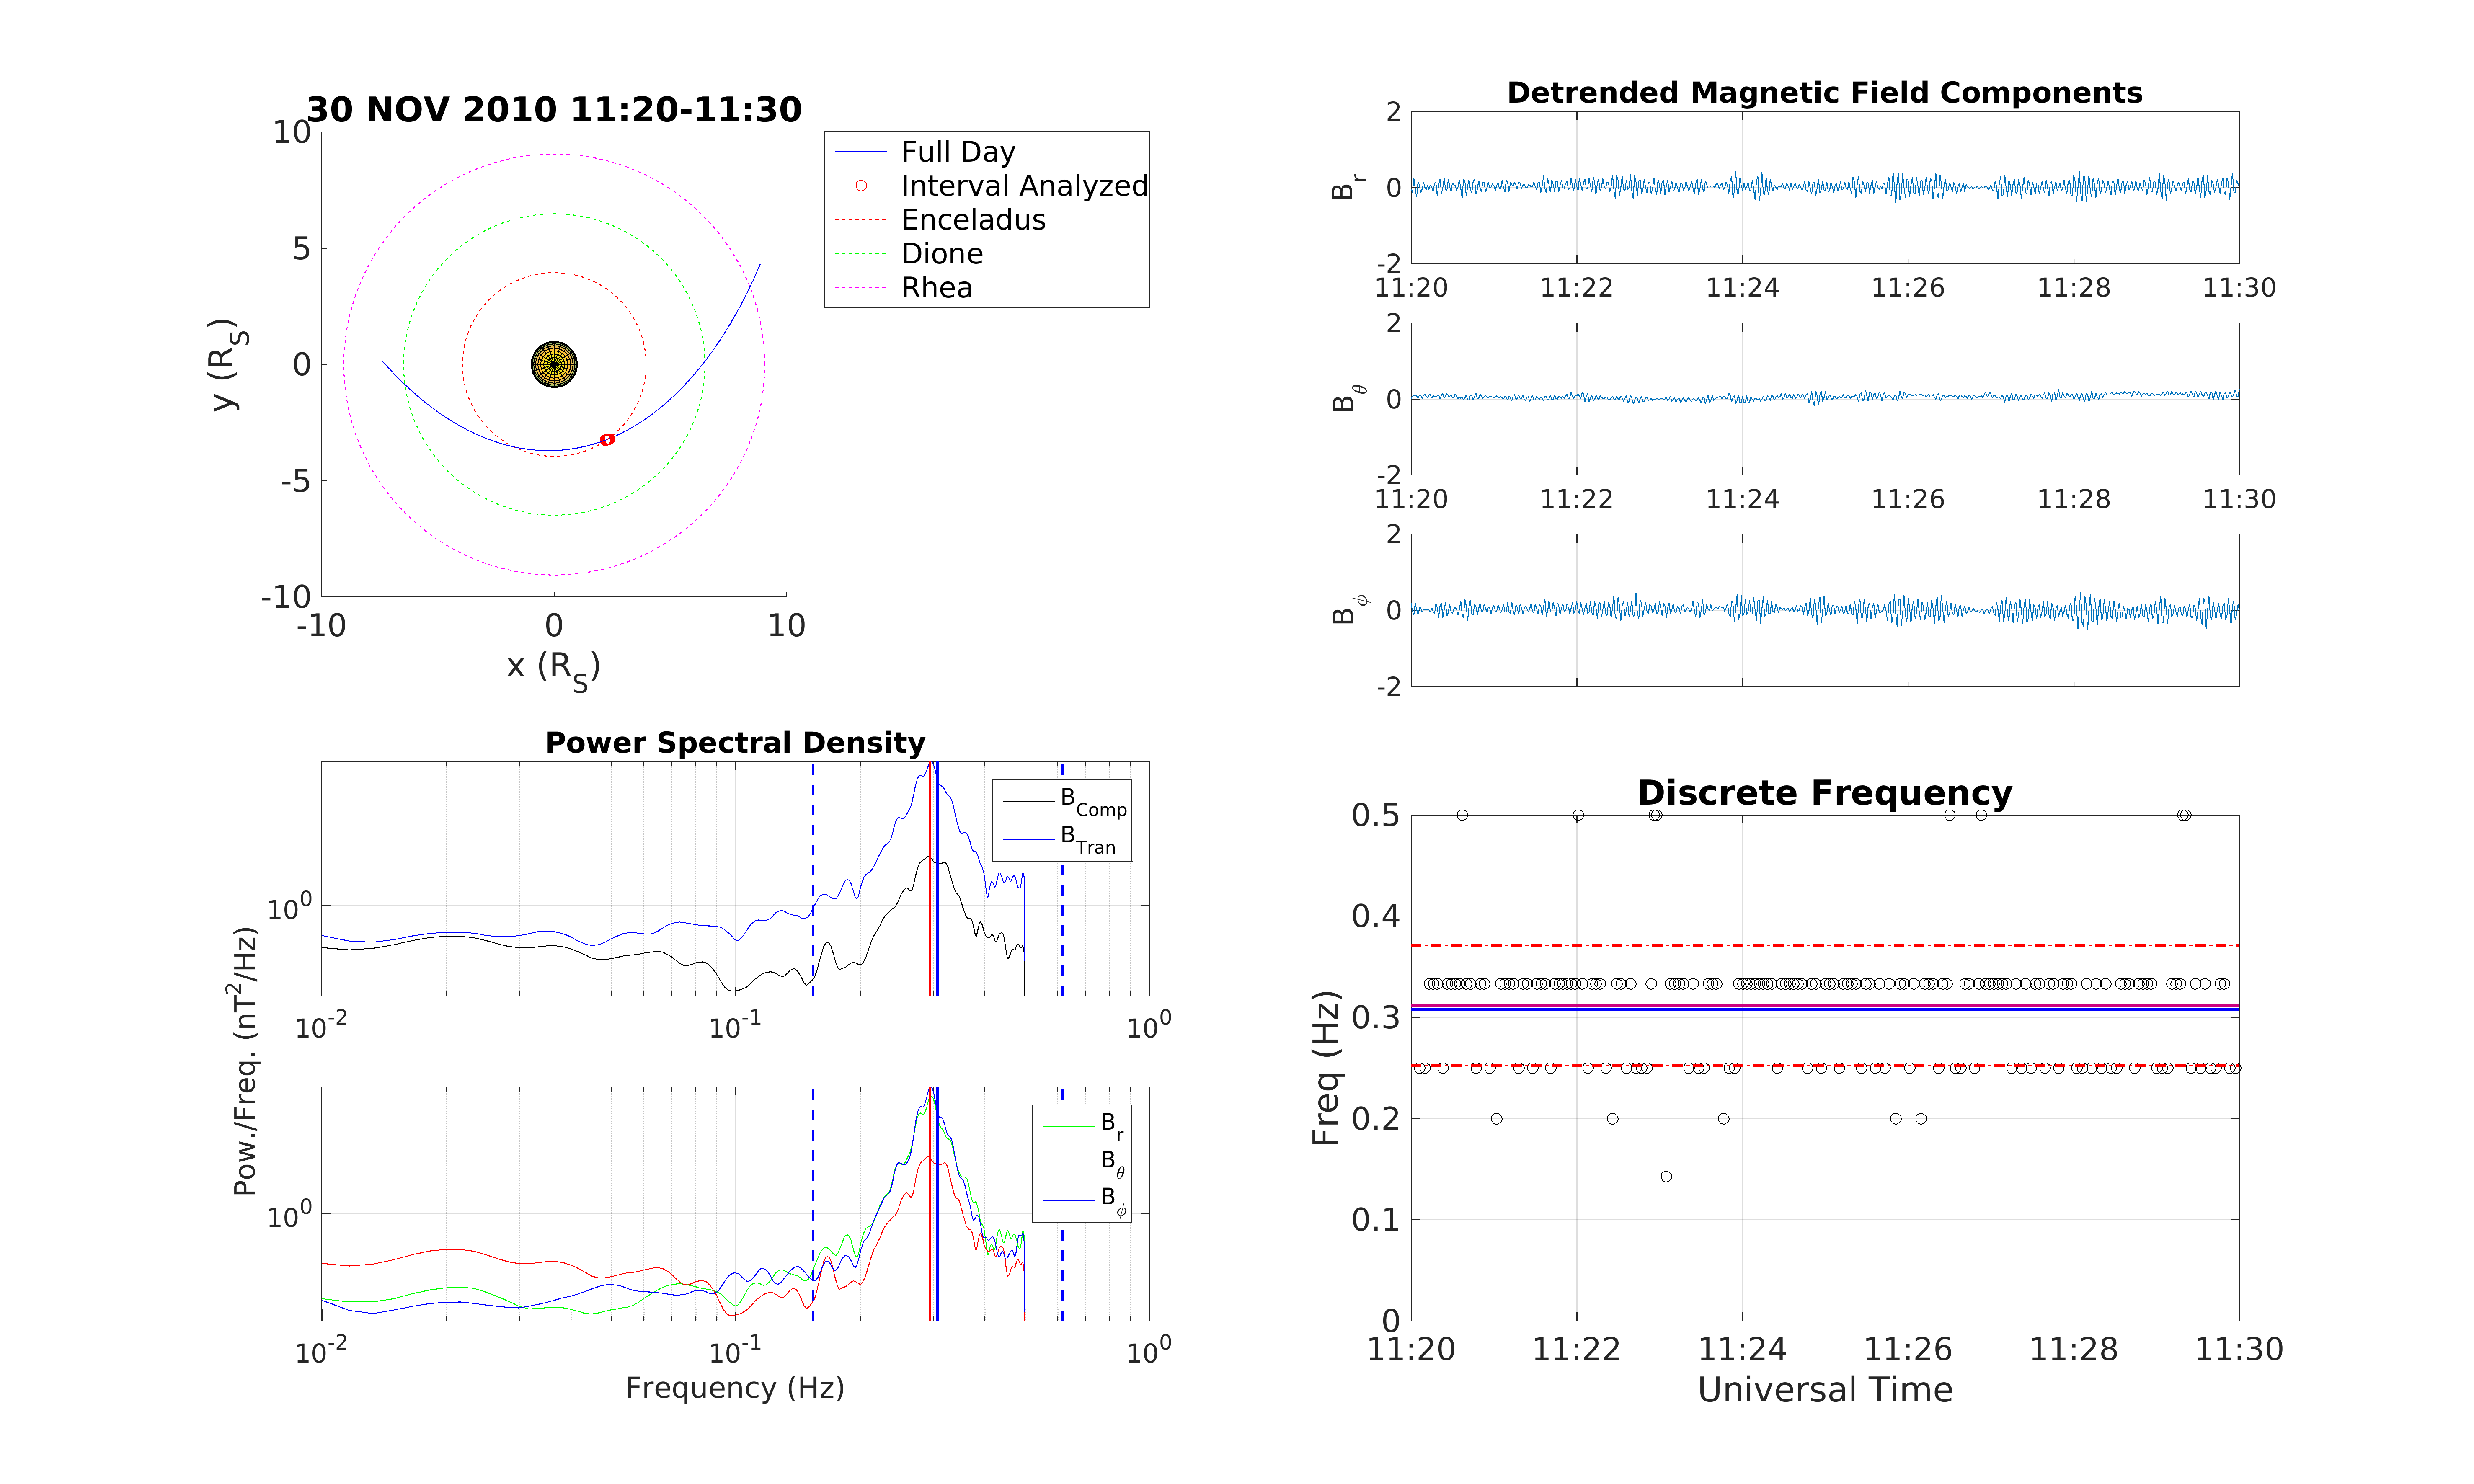 30 NOV 2010 11:20-11:30
10
5
0
-5
-10
-10 0 10
x (R_S)
y (R_S)
Full Day
Interval Analyzed
Enceladus
Dione
Rhea
Detrended Magnetic Field Components
2
0
-2
B_r
11:20 11:22 11:24 11:26 11:28 11:30
2
0
-2
B_θ
11:20 11:22 11:24 11:26 11:28 11:30
2
0
-2
B_ϕ
Power Spectral Density
10^0
B_Comp
B_Tran
10^-2 10^-1 10^0
Pow./Freq. (nT^2/Hz)
10^0
B_r
B_θ
B_ϕ
10^-2 10^-1 10^0
Frequency (Hz)
Discrete Frequency
0.5
0.4
0.3
0.2
0.1
0
Freq (Hz)
11:20 11:22 11:24 11:26 11:28 11:30
Universal Time